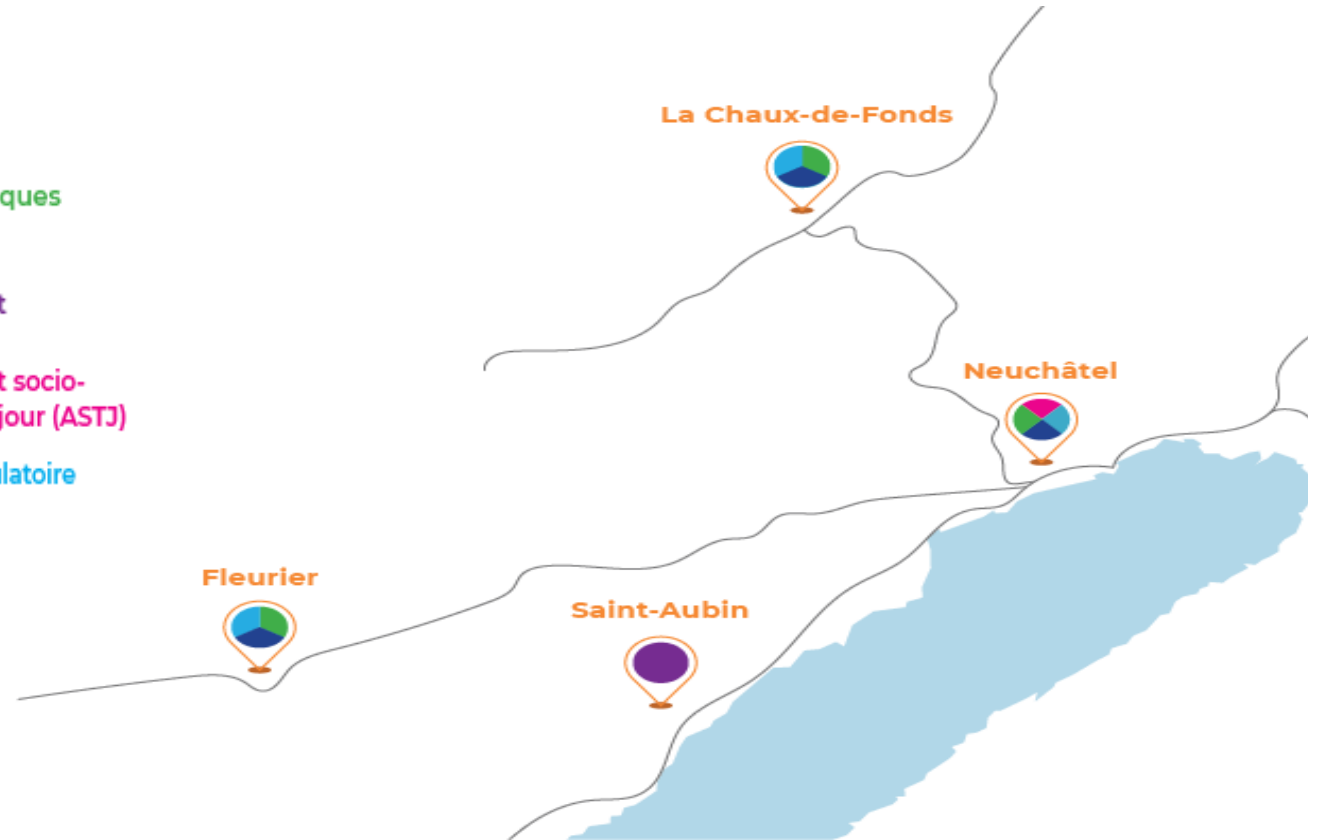 La Chaux-de-Fonds
ques
t
t socio-
jour (ASTJ)
latoire
Neuchâtel
Fleurier
Saint-Aubin